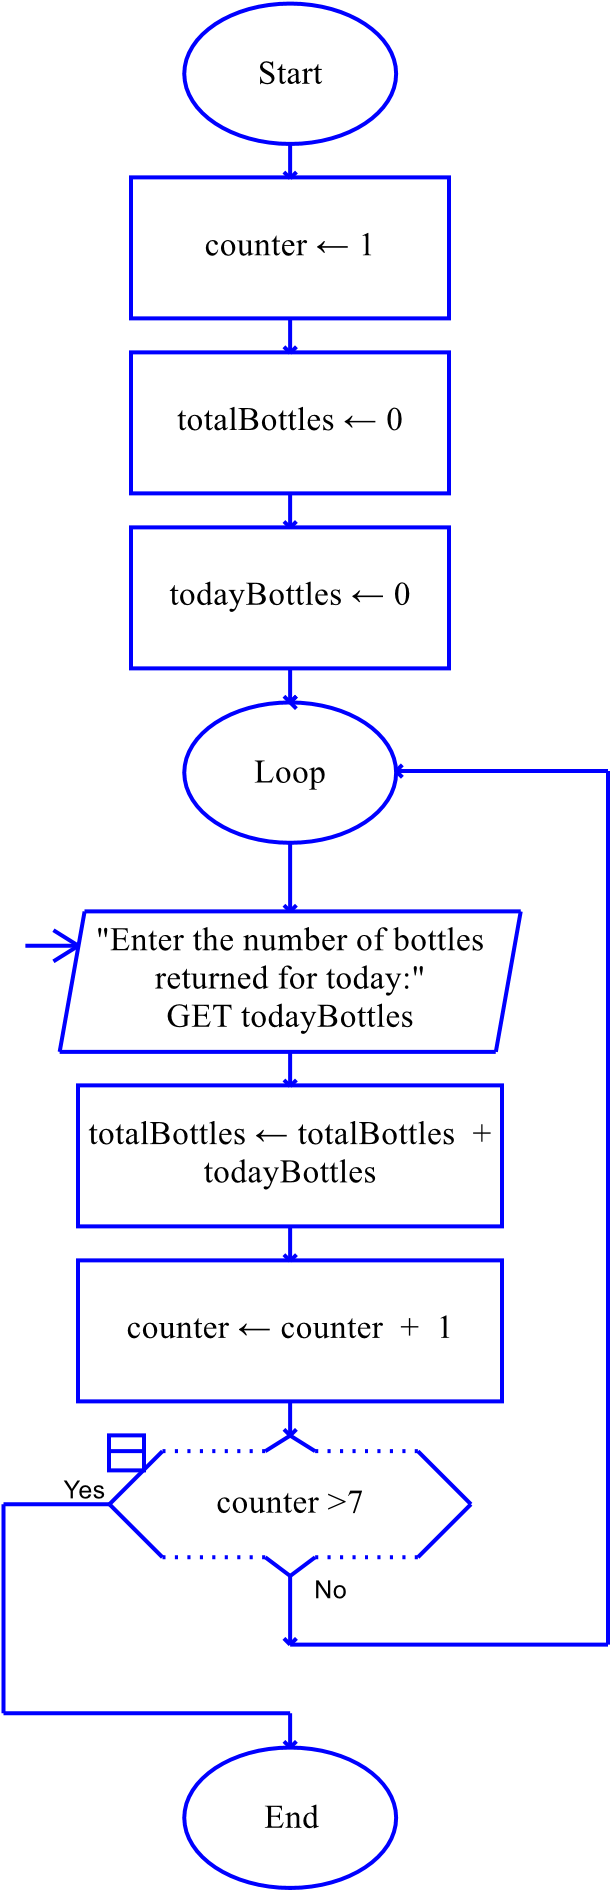 Start
counter ← 1
totalBottles ← 0
todayBottles ← 0
Loop
"Enter the number of bottles
returned for today:"
GET todayBottles
totalBottles ← totalBottles +
todayBottles
counter ← counter + 1
Yes
counter >7
No
End